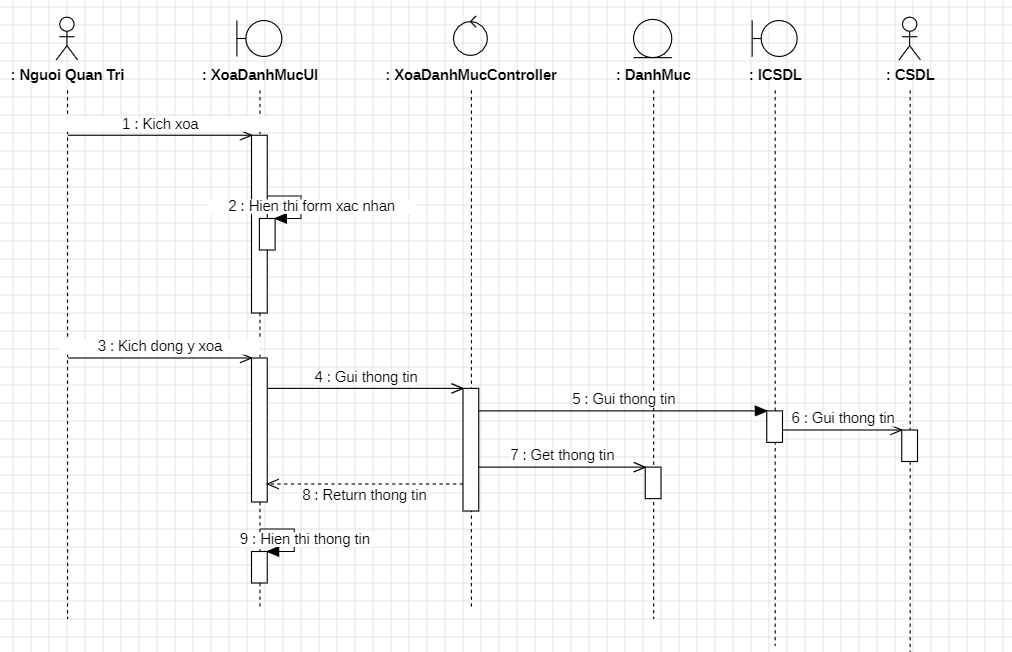 : Nguoi Quan Tri
: XoaDanhMucUI
: XoaDanhMucController
: DanhMuc
: ICSDL
: CSDL
1 : Kich xoa
2 : Hien thi form xac nhan
3 : Kich dong y xoa
4 : Gui thong tin
5 : Gui thong tin
6 : Gui thong tin
7 : Get thong tin
8 : Return thong tin
9 : Hien thi thong tin